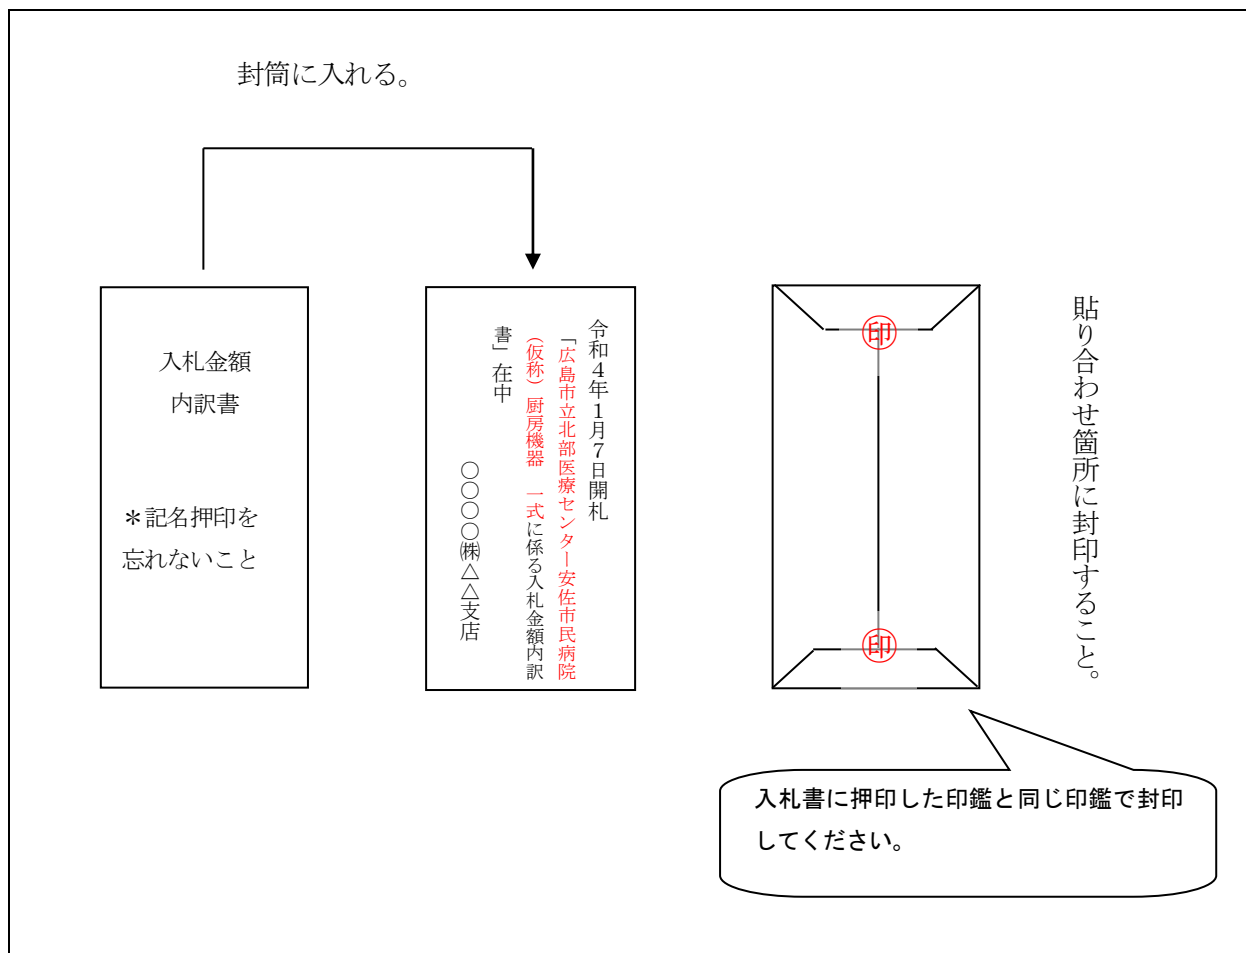 封筒に入れる。
入札金額
内訳書
＊記名押印を
忘れないこと
令和４年１月７日開札
「広島市立北部医療センター安佐市民病院
（仮称）厨房機器　一式に係る入札金額内訳
書」在中
〇〇〇〇㈱△△支店
印
印
貼り合わせ箇所に封印すること。
入札書に押印した印鑑と同じ印鑑で封印
してください。